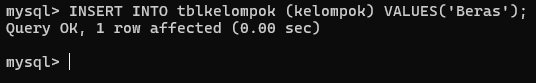 mysql> INSERT INTO tblkelompok (kelompok) VALUES('Beras');
Query OK, 1 row affected (0.00 sec)
mysql>